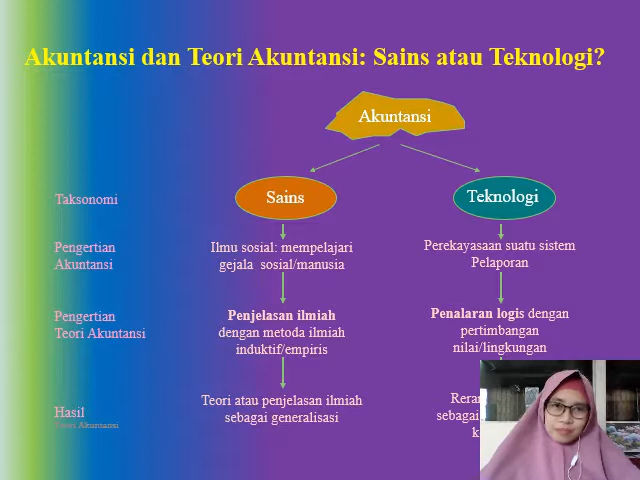 Akuntansi dan Teori Akuntansi: Sains atau Teknologi?
Akuntansi
Taksonomi
Sains
Teknologi
Pengertian
Akuntansi
Ilmu sosial: mempelajari
gejala sosial/manusia
Perekayasaan suatu sistem
Pelaporan
Pengertian
Teori Akuntansi
Penjelasan ilmiah
dengan metoda ilmiah
induktif/empiris
Penalaran logis dengan
pertimbangan
nilai/lingkungan
Hasil
Teori Akuntansi
Teori atau penjelasan ilmiah
sebagai generalisasi
sebagai